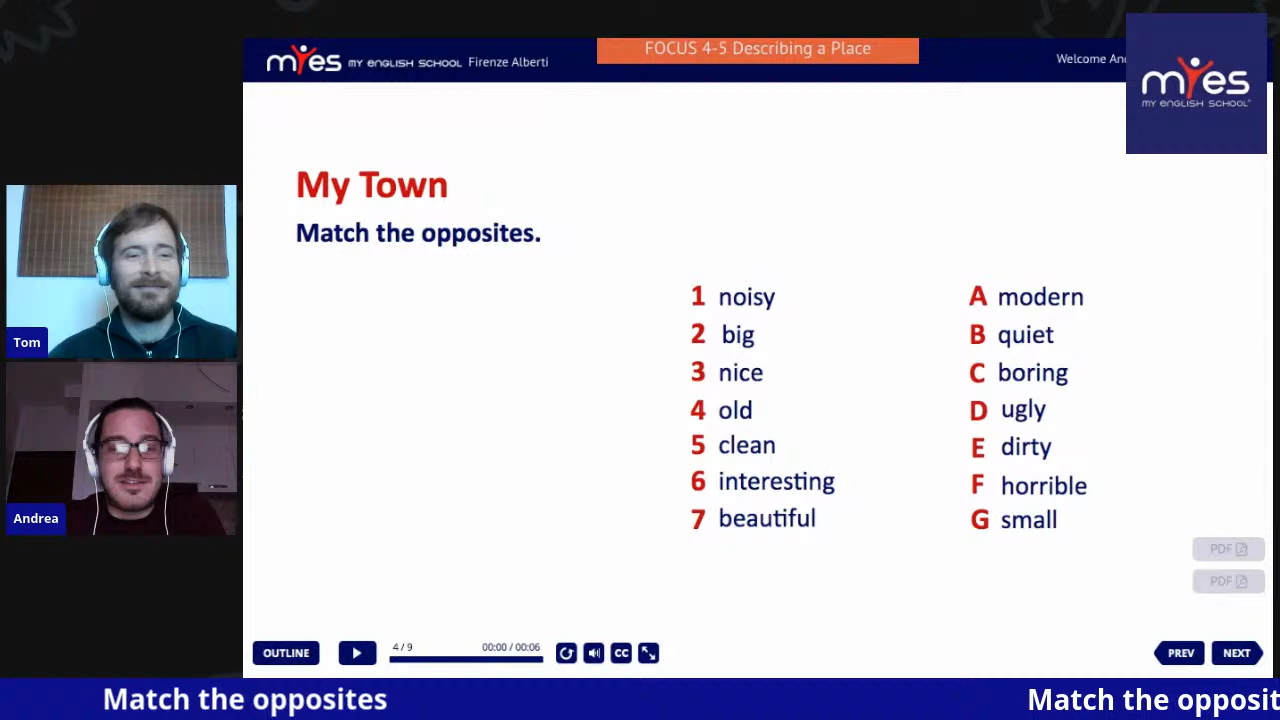 myes MY ENGLISH SCHOOL Firenze Alberti
FOCUS 4-5 Describing a Place
Welcome And
myes
MY ENGLISH SCHOOL
My Town
Match the opposites.
1 noisy A modern
2 big B quiet
3 nice C boring
4 old D ugly
5 clean E dirty
6 interesting F horrible
7 beautiful G small
Tom
Andrea
PDF
PDF
OUTLINE 4 / 9 00:00 / 00:06 CC PREV NEXT
Match the opposites Match the opposit